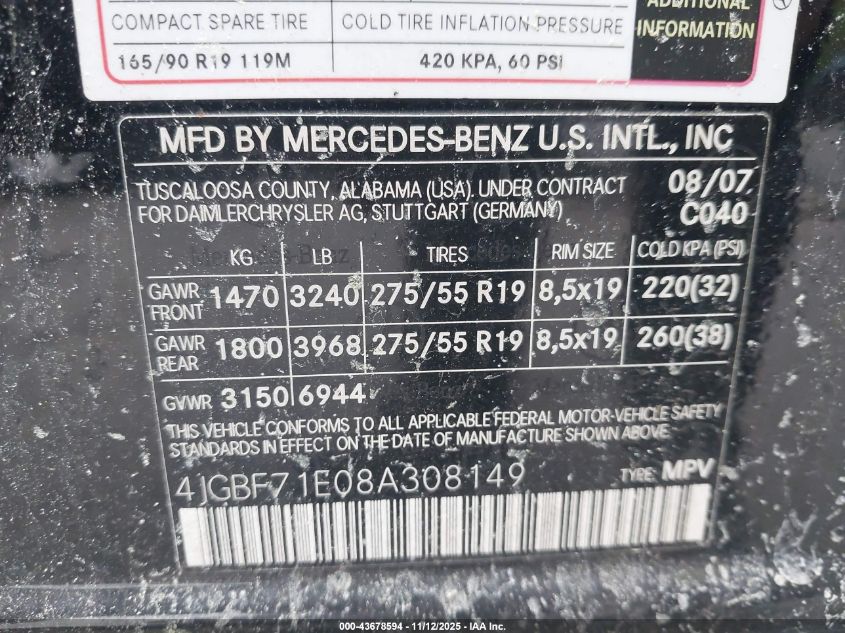 ADDITIONAL
COMPACT SPARE TIRE COLD TIRE INFLATION PRESSURE INFORMATION
165/90 R19 119M 420 KPA, 60 PSI
MFD BY MERCEDES-BENZ U.S. INTL., INC
TUSCALOOSA COUNTY, ALABAMA (USA). UNDER CONTRACT 08/07
FOR DAIMLERCHRYSLER AG, STUTTGART (GERMANY) C040
KG LB TIRES RIM SIZE COLD KPA (PSI)
GAWR FRONT 1470 3240 275/55 R19 8,5x19 220(32)
GAWR REAR 1800 3968 275/55 R19 8,5x19 260(38)
GVWR 3150 6944
THIS VEHICLE CONFORMS TO ALL APPLICABLE FEDERAL MOTOR-VEHICLE SAFETY
STANDARDS IN EFFECT ON THE DATE OF MANUFACTURE SHOWN ABOVE.
4JGBF71E08A308149 TYPE: MPV
000-43678594 - 11/12/2025 - IAA Inc.